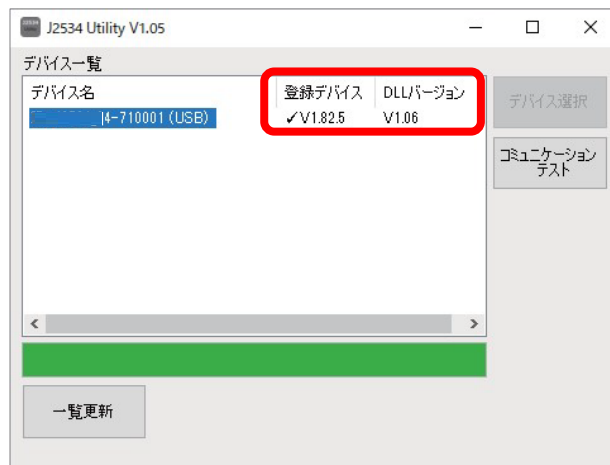 J2534 Utility V1.05
デバイス一覧
デバイス名 登録デバイス DLLバージョン
4-710001 (USB) ✓V1.82.5 V1.06
デバイス選択
コミュニケーション
テスト
一覧更新